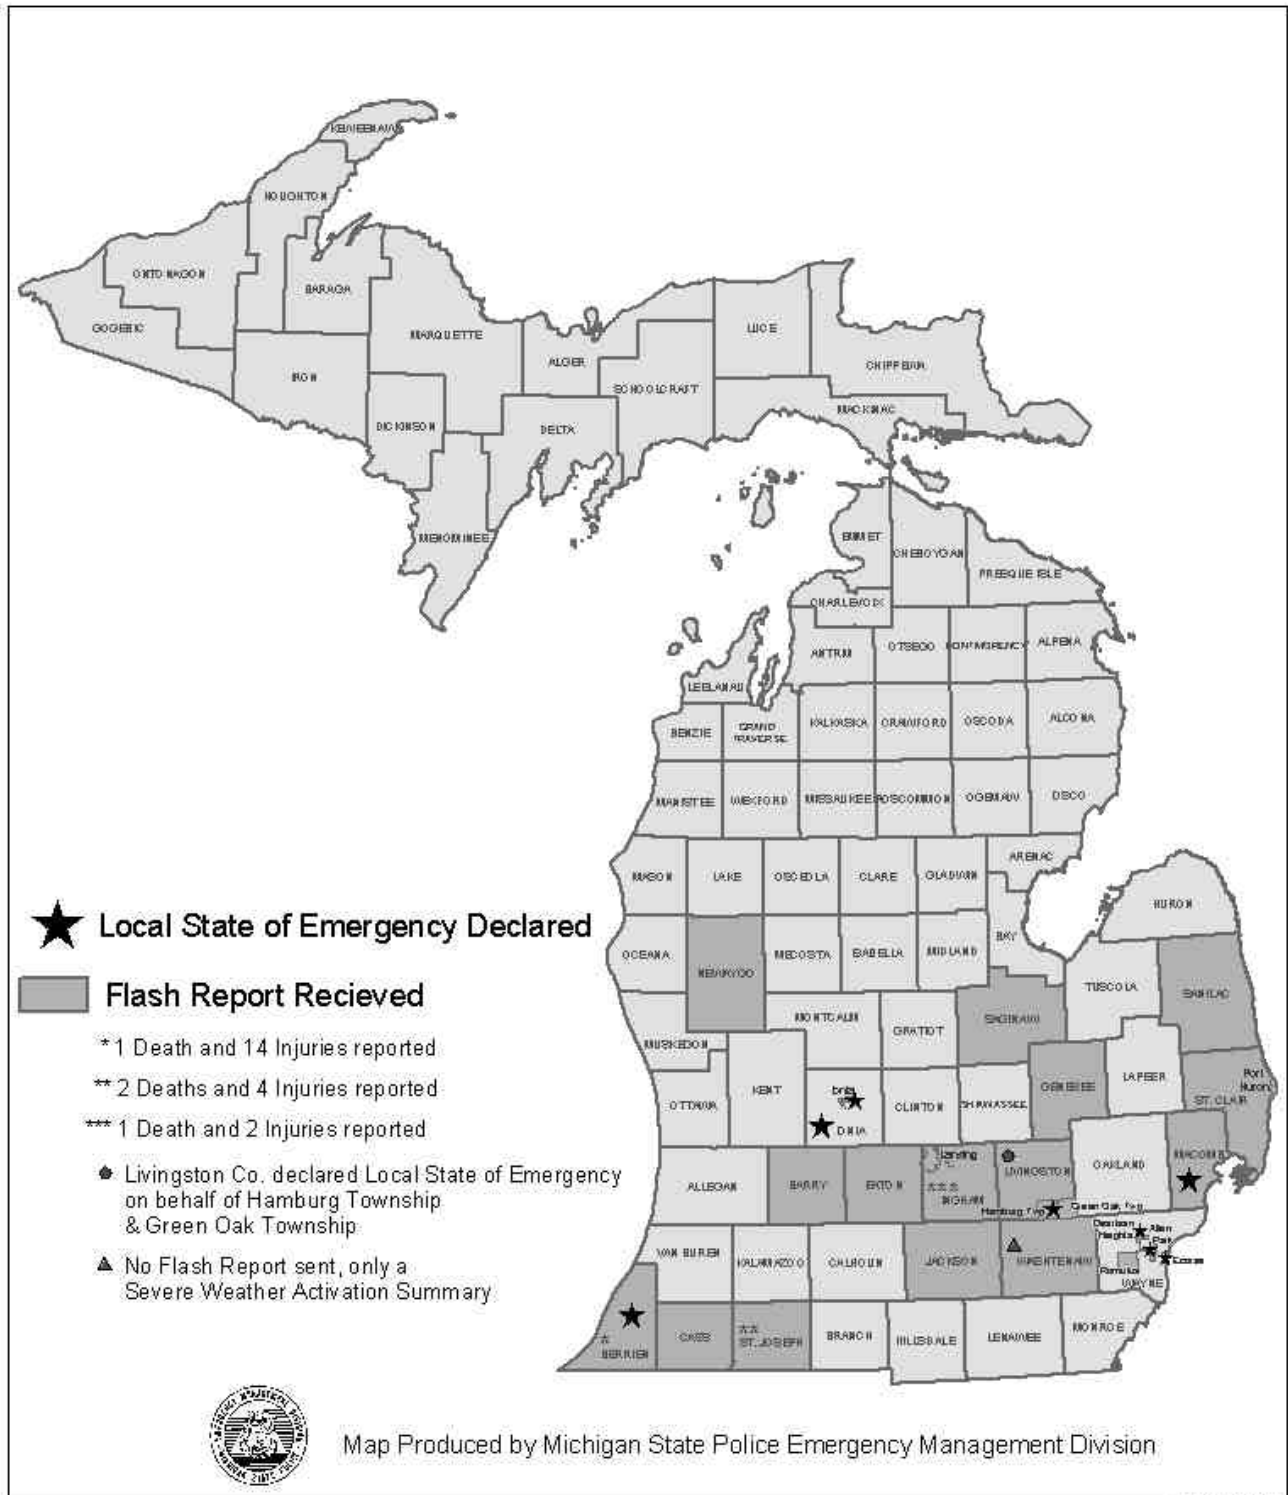 KEWEENAW
HOUGHTON
ONTONAGON
BARAGA
GOGEBIC
MARQUETTE
LUCE
ALGER
CHIPPEWA
IRON
SCHOOLCRAFT
MACKINAC
DICKINSON
DELTA
MENOMINEE
EMMET
CHEBOYGAN
PRESQUE ISLE
CHARLEVOIX
ANTRIM
OTSEGO
MONTMORENCY
ALPENA
LEELANAU
BENZIE
GRAND
TRAVERSE
KALKASKA
CRAWFORD
OSCODA
ALCONA
MANISTEE
WEXFORD
MISSAUKEE
ROSCOMMON
OGEMAW
IOSCO
ARENAC
MASON
LAKE
OSCEOLA
CLARE
GLADWIN
HURON
Local State of Emergency Declared
BAY
OCEANA
NEWAYGO
MECOSTA
ISABELLA
MIDLAND
TUSCOLA
SANILAC
Flash Report Recieved
MONTCALM
GRATIOT
SAGINAW
MUSKEGON
* 1 Death and 14 Injuries reported
** 2 Deaths and 4 Injuries reported
*** 1 Death and 2 Injuries reported
KENT
GENESEE
LAPEER
Port
Huron
ST. CLAIR
OTTAWA
Ionia
IONIA
CLINTON
SHIAWASSEE
Lansing
LIVINGSTON
OAKLAND
MACOMB
ALLEGAN
BARRY
EATON
***
INGHAM
Hamburg Twp
Green Oak Twp
Livingston Co. declared Local State of Emergency
on behalf of Hamburg Township
& Green Oak Township
Dearborn
Heights
Allen
Park
Ecorse
VAN BUREN
KALAMAZOO
CALHOUN
JACKSON
WASHTENAW
Romulus
WAYNE
No Flash Report sent, only a
Severe Weather Activation Summary
*
BERRIEN
CASS
**
ST. JOSEPH
BRANCH
HILLSDALE
LENAWEE
MONROE
Map Produced by Michigan State Police Emergency Management Division